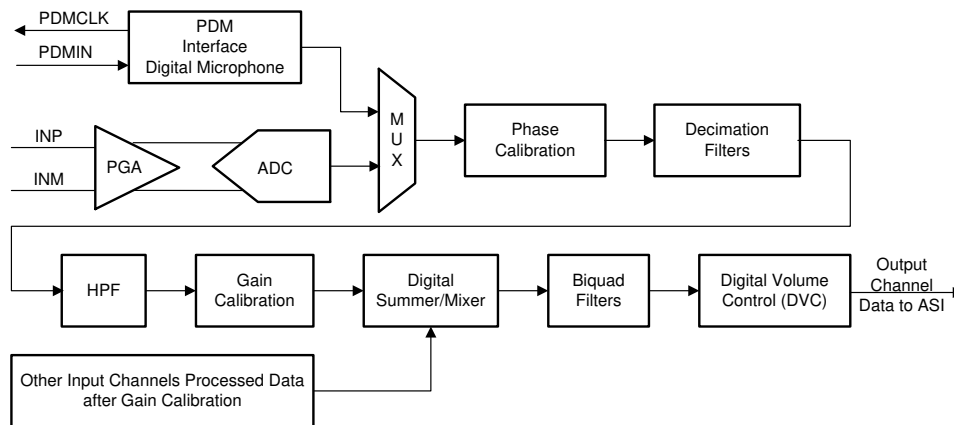 PDMCLK
PDMIN
PDM
Interface
Digital Microphone
INP
INM
PGA
ADC
M
U
X
Phase
Calibration
Decimation
Filters
HPF
Gain
Calibration
Digital
Summer/Mixer
Biquad
Filters
Digital Volume
Control (DVC)
Output
Channel
Data to ASI
Other Input Channels Processed Data
after Gain Calibration